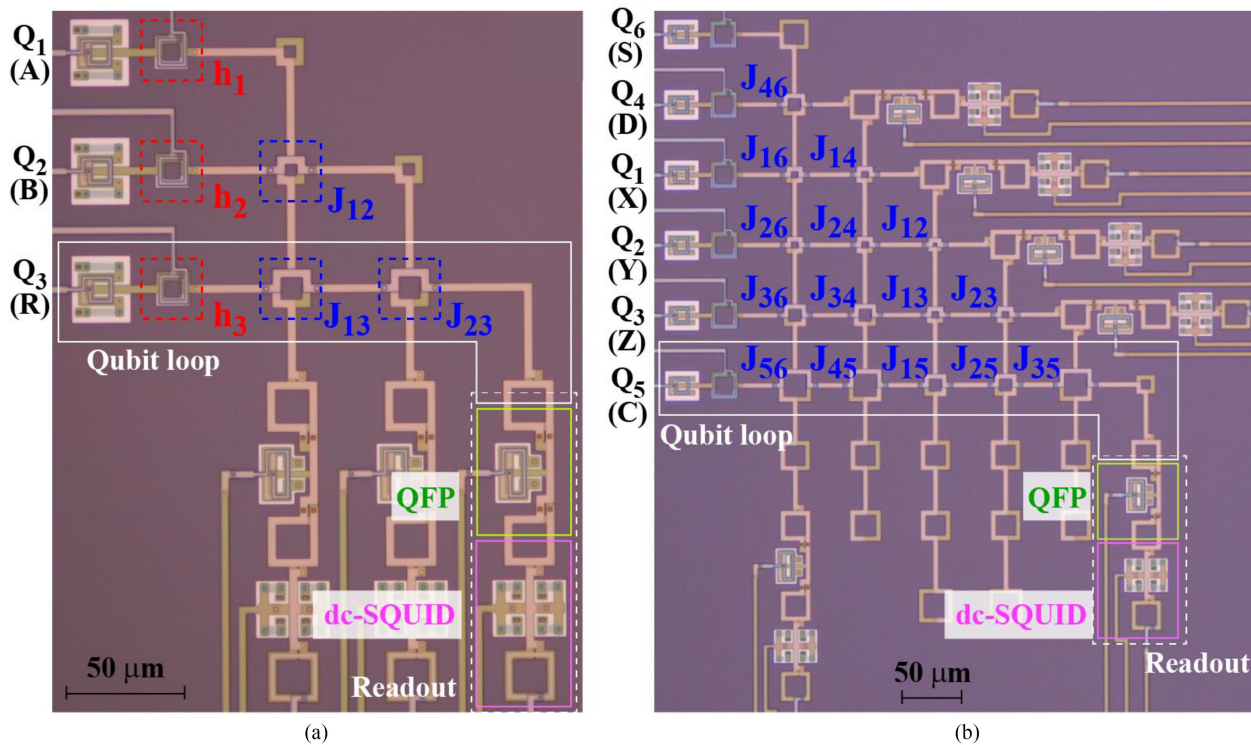 Q1
(A)
h1
Q2
(B)
h2
J12
Q3
(R)
h3
J13
J23
Qubit loop
QFP
dc-SQUID
50 μm
Readout
(a)
Q6
(S)
J46
Q4
(D)
J16
J14
Q1
(X)
J26
J24
J12
Q2
(Y)
J36
J34
J13
J23
Q3
(Z)
J56
J45
J15
J25
J35
Q5
(C)
Qubit loop
QFP
dc-SQUID
50 μm
Readout
(b)